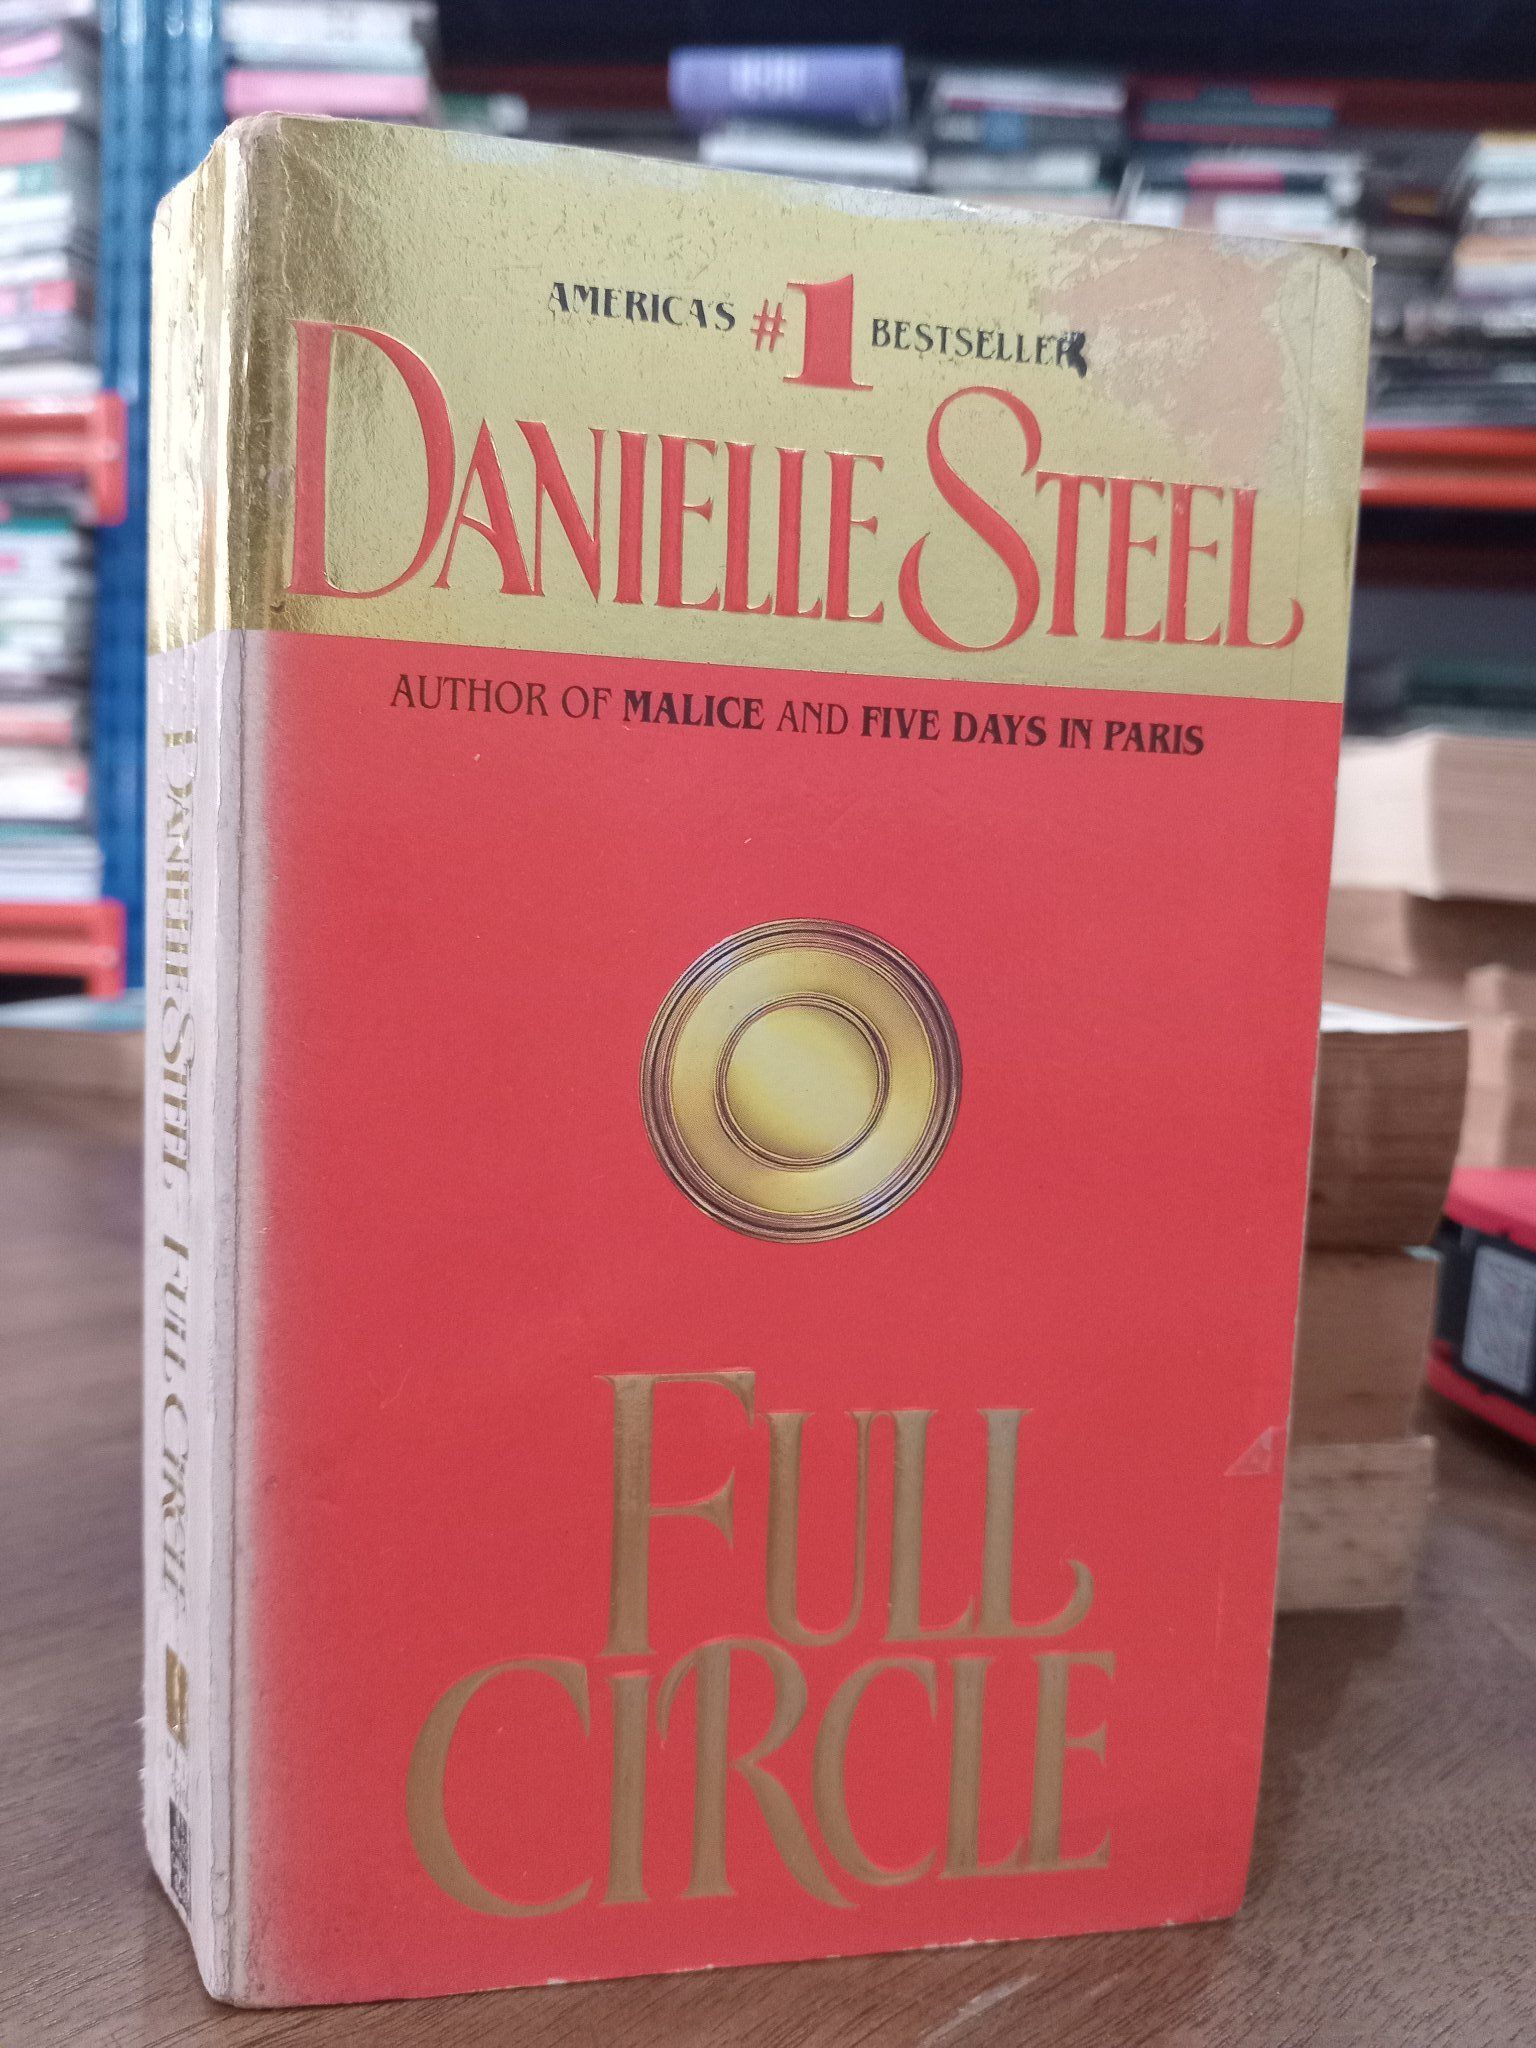 AMERICA'S #1 BESTSELLER
DANIELLE STEEL
AUTHOR OF MALICE AND FIVE DAYS IN PARIS
FULL
CIRCLE
DANIELLE STEEL FULL CIRCLE